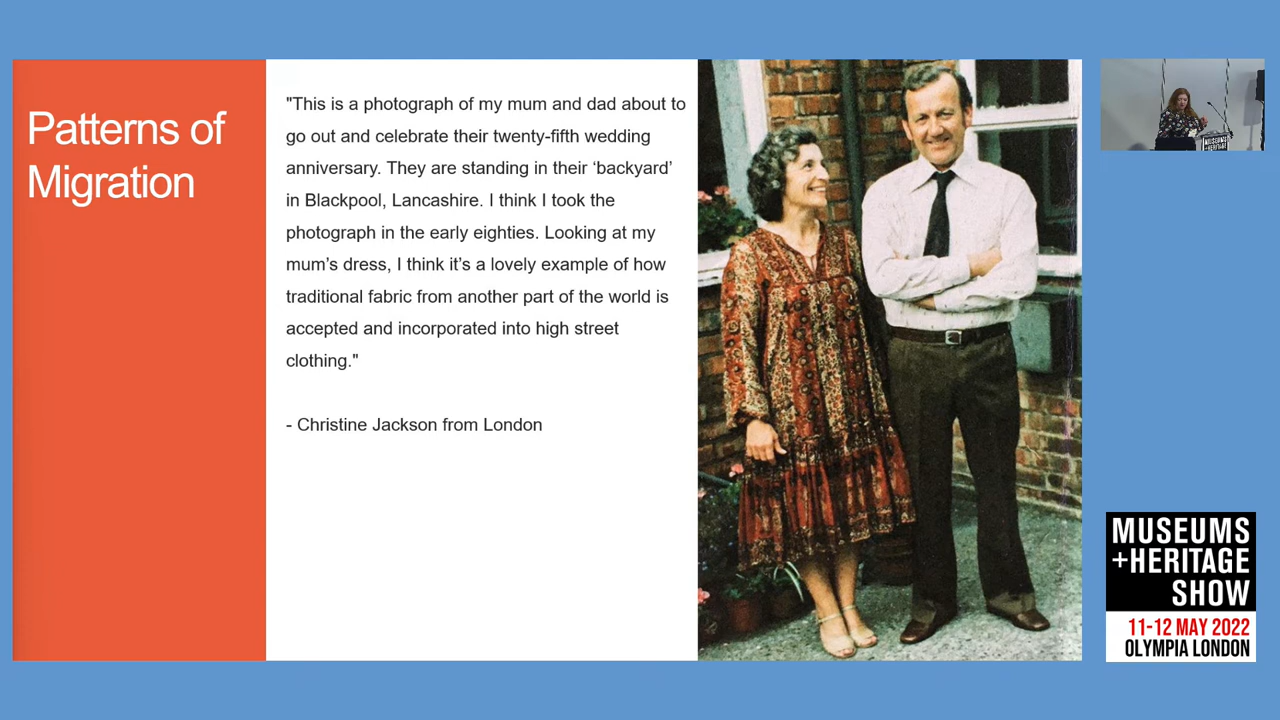 Patterns of
Migration
"This is a photograph of my mum and dad about to
go out and celebrate their twenty-fifth wedding
anniversary. They are standing in their ‘backyard’
in Blackpool, Lancashire. I think I took the
photograph in the early eighties. Looking at my
mum’s dress, I think it’s a lovely example of how
traditional fabric from another part of the world is
accepted and incorporated into high street
clothing."
- Christine Jackson from London
MUSEUMS
+HERITAGE
MUSEUMS
+HERITAGE
SHOW
11-12 MAY 2022
OLYMPIA LONDON